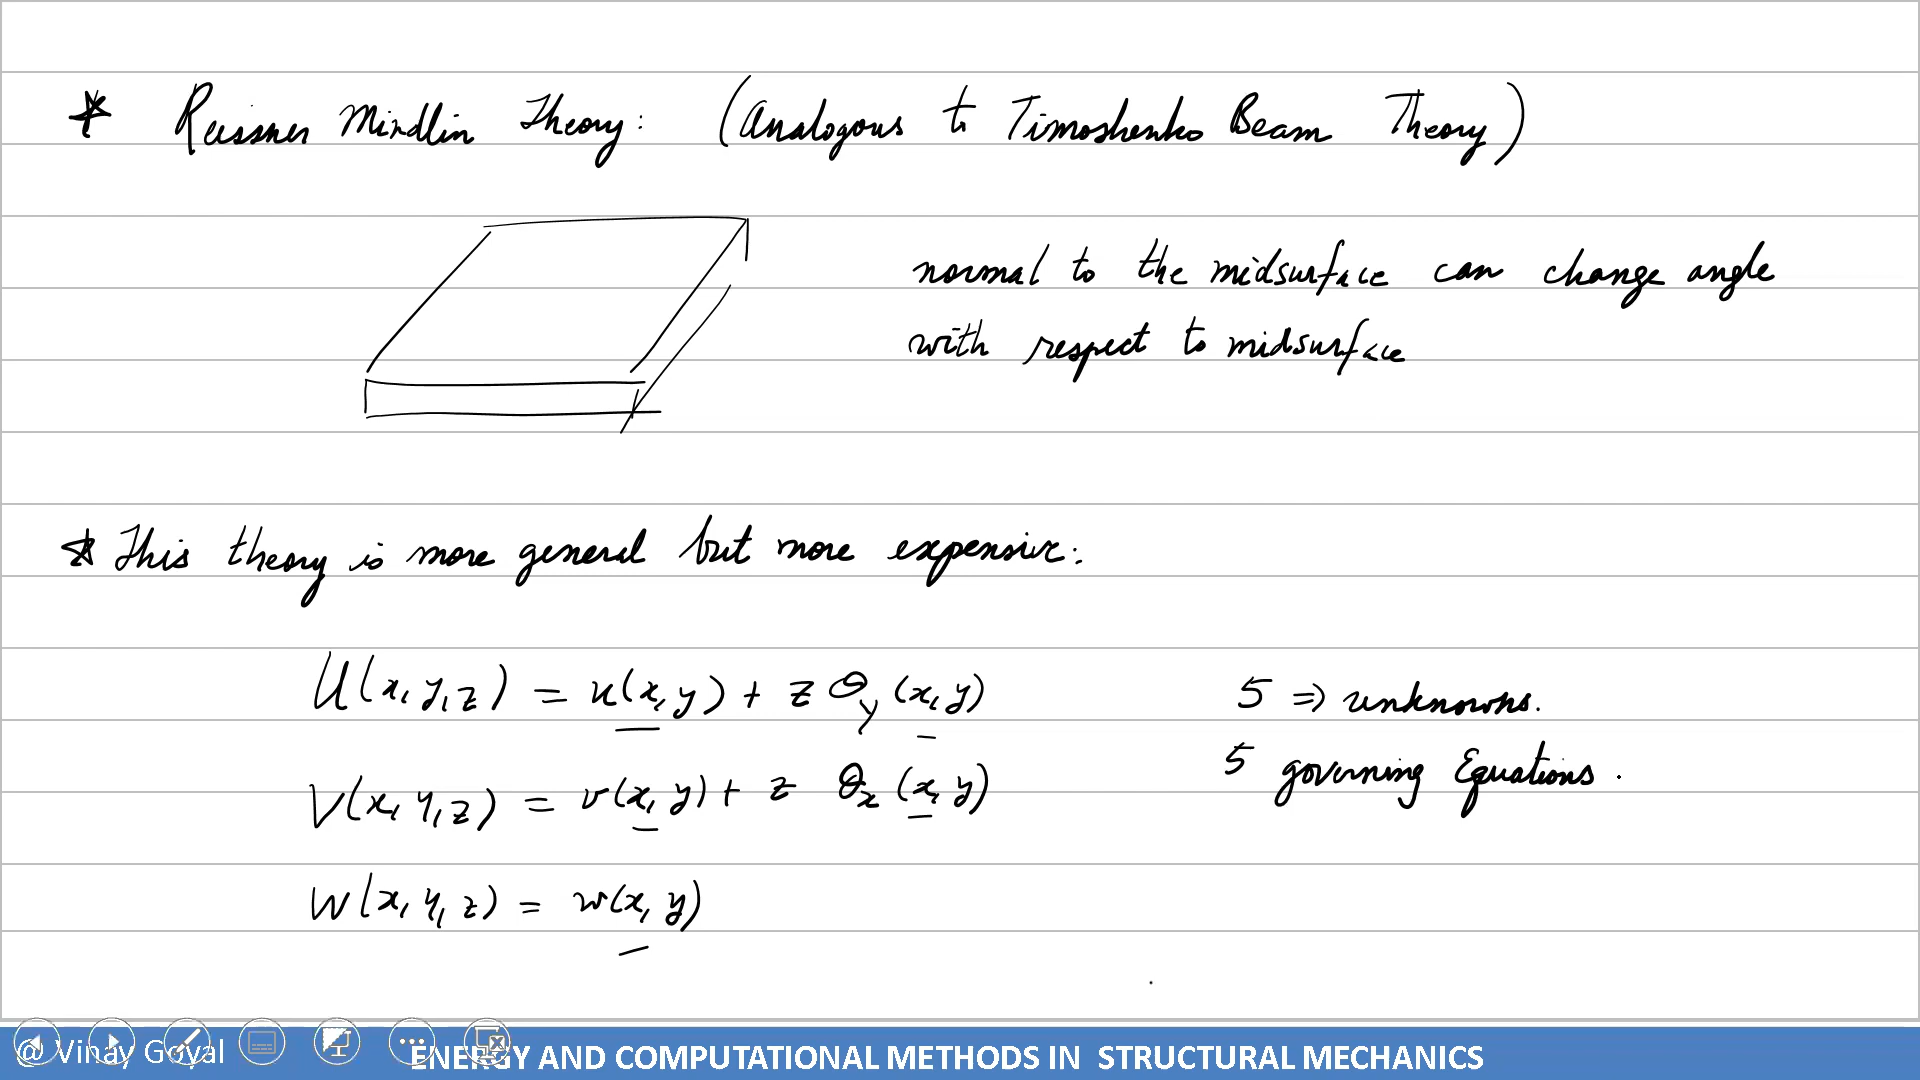 * Reissner Mindlin Theory: (Analogous to Timoshenko Beam Theory)
normal to the midsurface can change angle
with respect to midsurface
* This theory is more general but more expensive:
U(x, y, z) = u(x, y) + z θ_y (x, y)
5 ⇒ unknowns.
V(x, y, z) = v(x, y) + z θ_x (x, y)
5 governing Equations.
W(x, y, z) = w(x, y)
@ Vinay Goyal
ENERGY AND COMPUTATIONAL METHODS IN STRUCTURAL MECHANICS